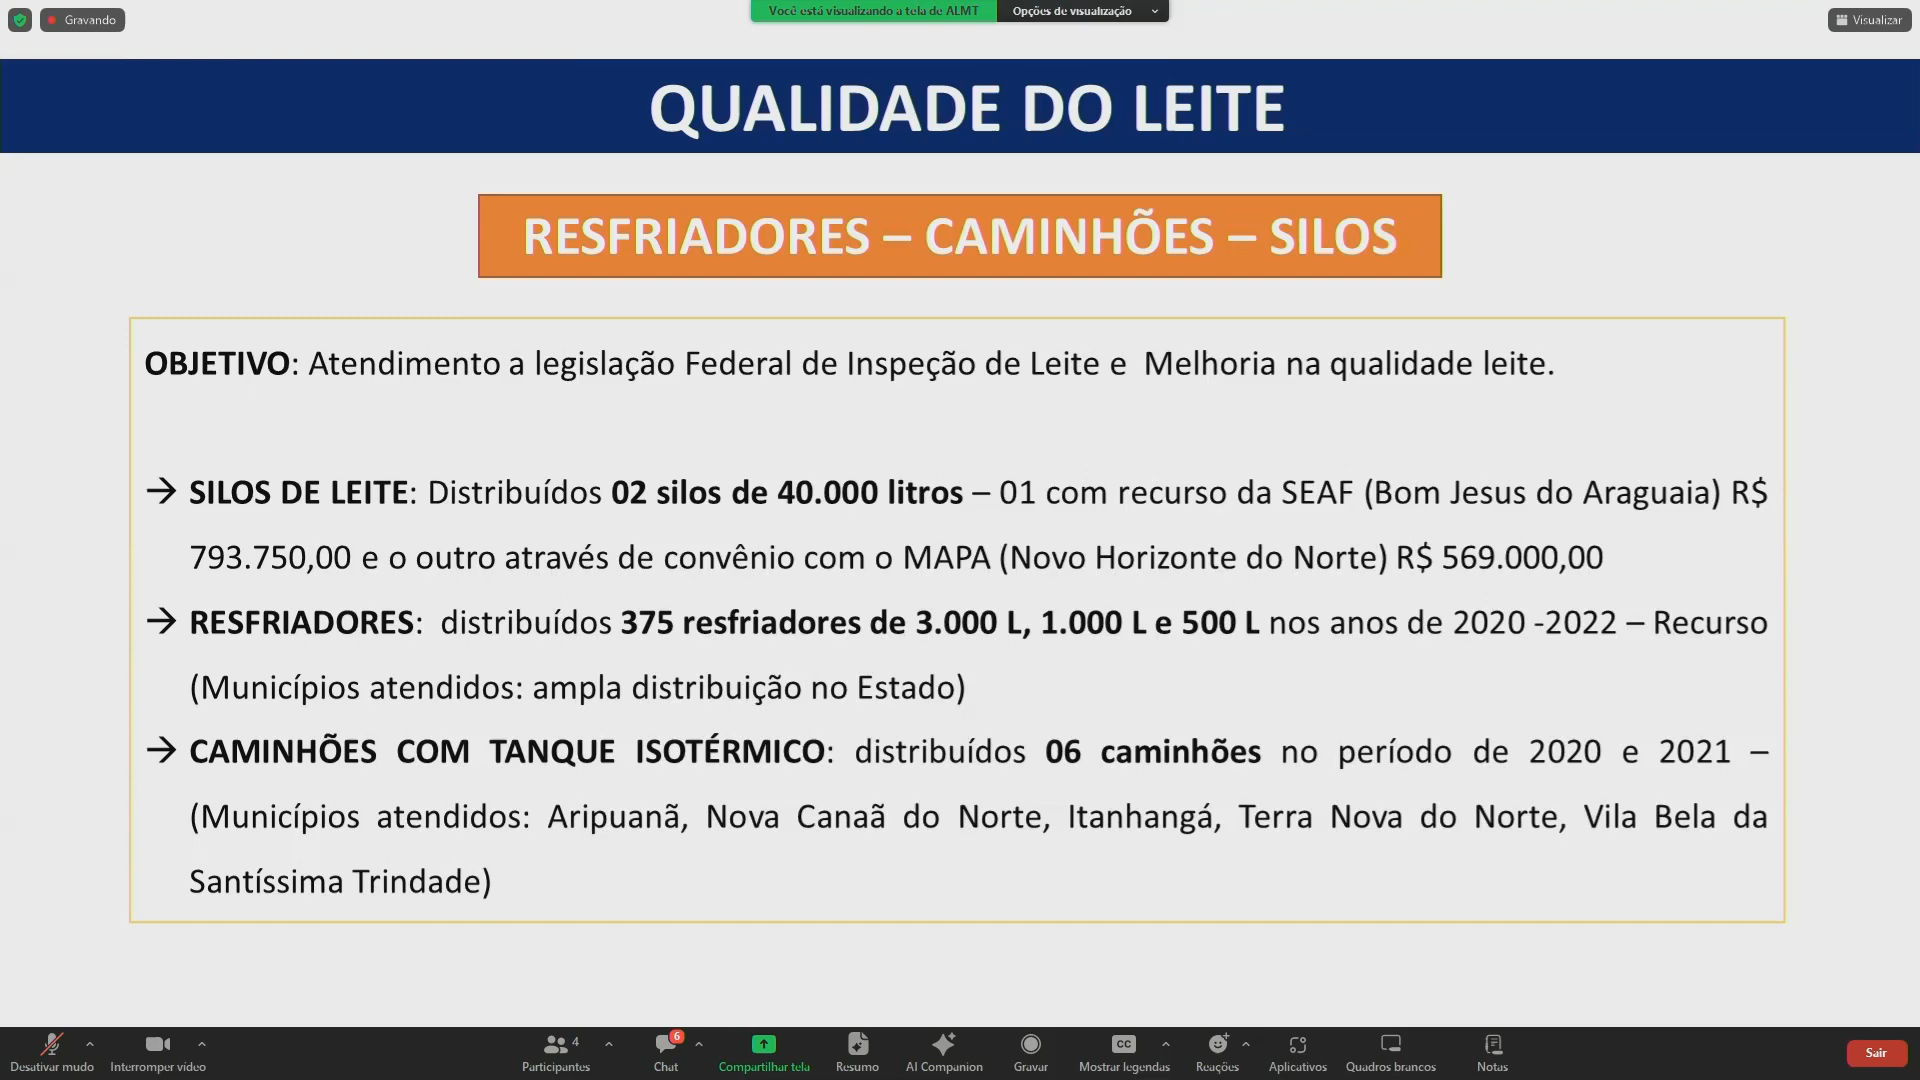 Gravando
Você está visualizando a tela de ALMT
Opções de visualização
Visualizar
QUALIDADE DO LEITE
RESFRIADORES – CAMINHÕES – SILOS
OBJETIVO: Atendimento a legislação Federal de Inspeção de Leite e Melhoria na qualidade leite.
→ SILOS DE LEITE: Distribuídos 02 silos de 40.000 litros – 01 com recurso da SEAF (Bom Jesus do Araguaia) R$
793.750,00 e o outro através de convênio com o MAPA (Novo Horizonte do Norte) R$ 569.000,00
→ RESFRIADORES: distribuídos 375 resfriadores de 3.000 L, 1.000 L e 500 L nos anos de 2020 -2022 – Recurso
(Municípios atendidos: ampla distribuição no Estado)
→ CAMINHÕES COM TANQUE ISOTÉRMICO: distribuídos 06 caminhões no período de 2020 e 2021 –
(Municípios atendidos: Aripuanã, Nova Canaã do Norte, Itanhangá, Terra Nova do Norte, Vila Bela da
Santíssima Trindade)
4
6
CC
Desativar mudo
Interromper vídeo
Participantes
Chat
Compartilhar tela
Resumo
AI Companion
Gravar
Mostrar legendas
Reações
Aplicativos
Quadros brancos
Notas
Sair